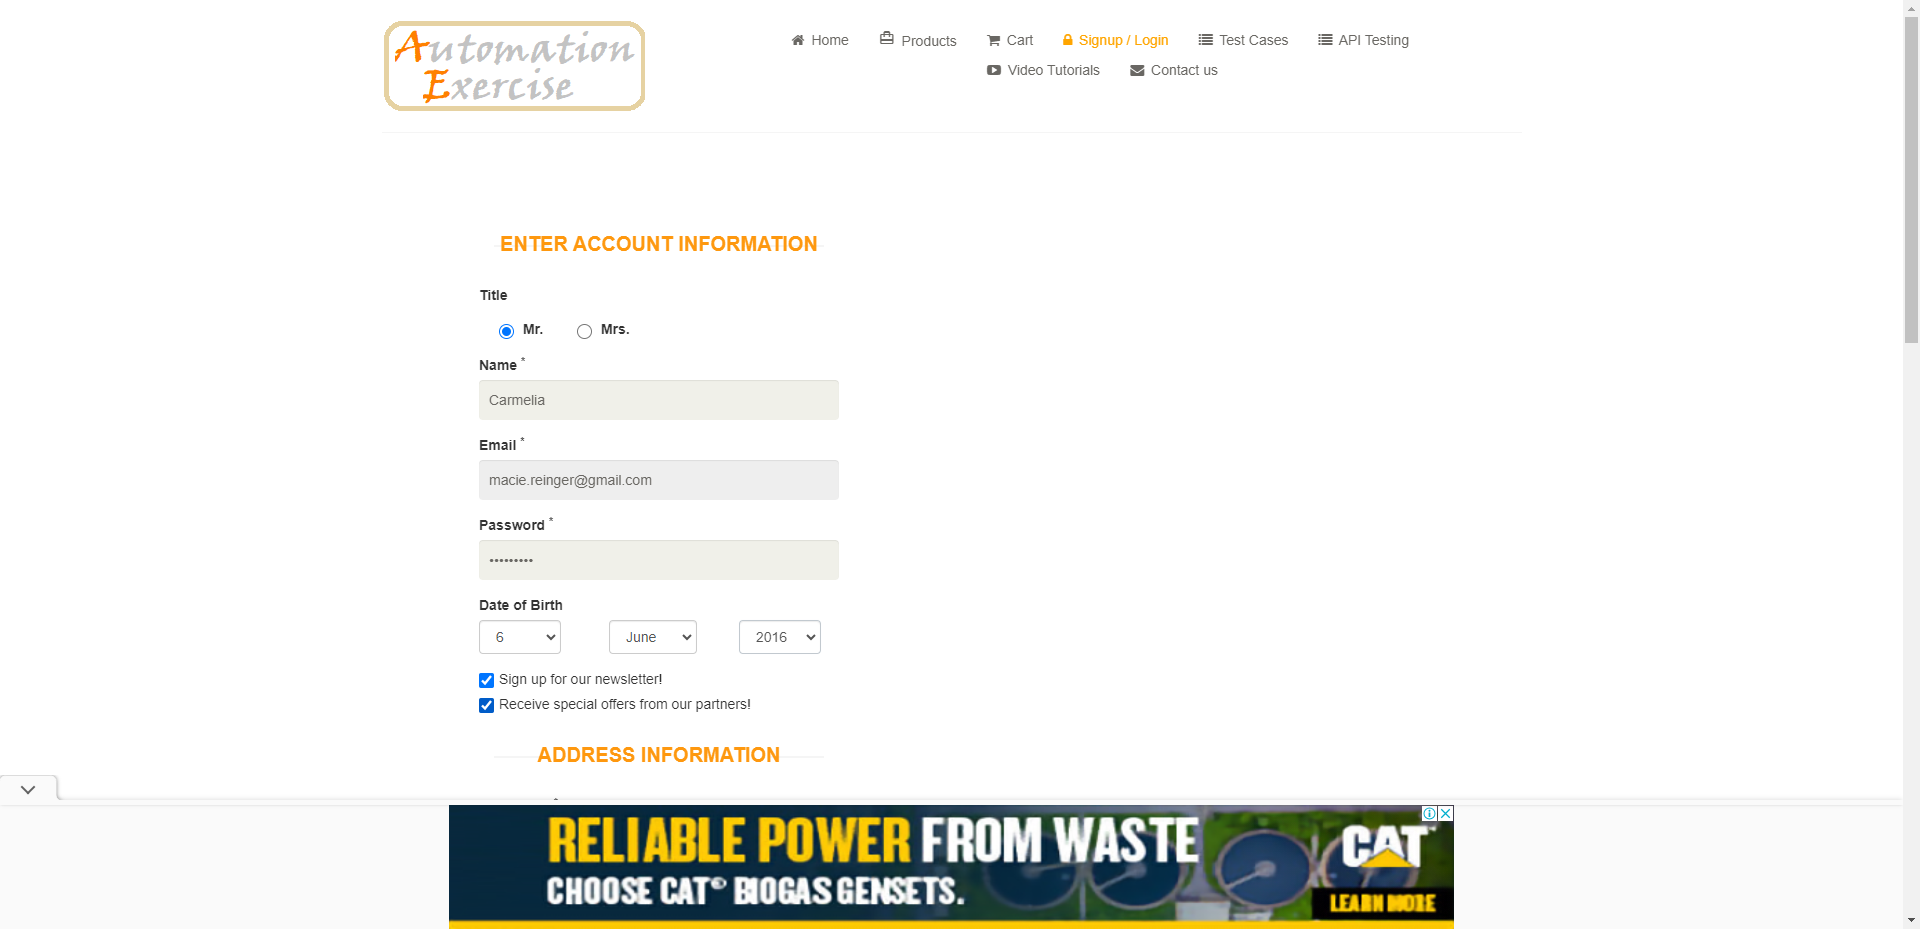 Automation
Exercise
Home
Products
Cart
Signup / Login
Test Cases
API Testing
Video Tutorials
Contact us
ENTER ACCOUNT INFORMATION
Title
Mr.
Mrs.
Name *
Carmelia
Email *
macie.reinger@gmail.com
Password *
•••••••••
Date of Birth
6
June
2016
Sign up for our newsletter!
Receive special offers from our partners!
ADDRESS INFORMATION
RELIABLE POWER FROM WASTE
CHOOSE CAT® BIOGAS GENSETS.
CAT
LEARN MORE